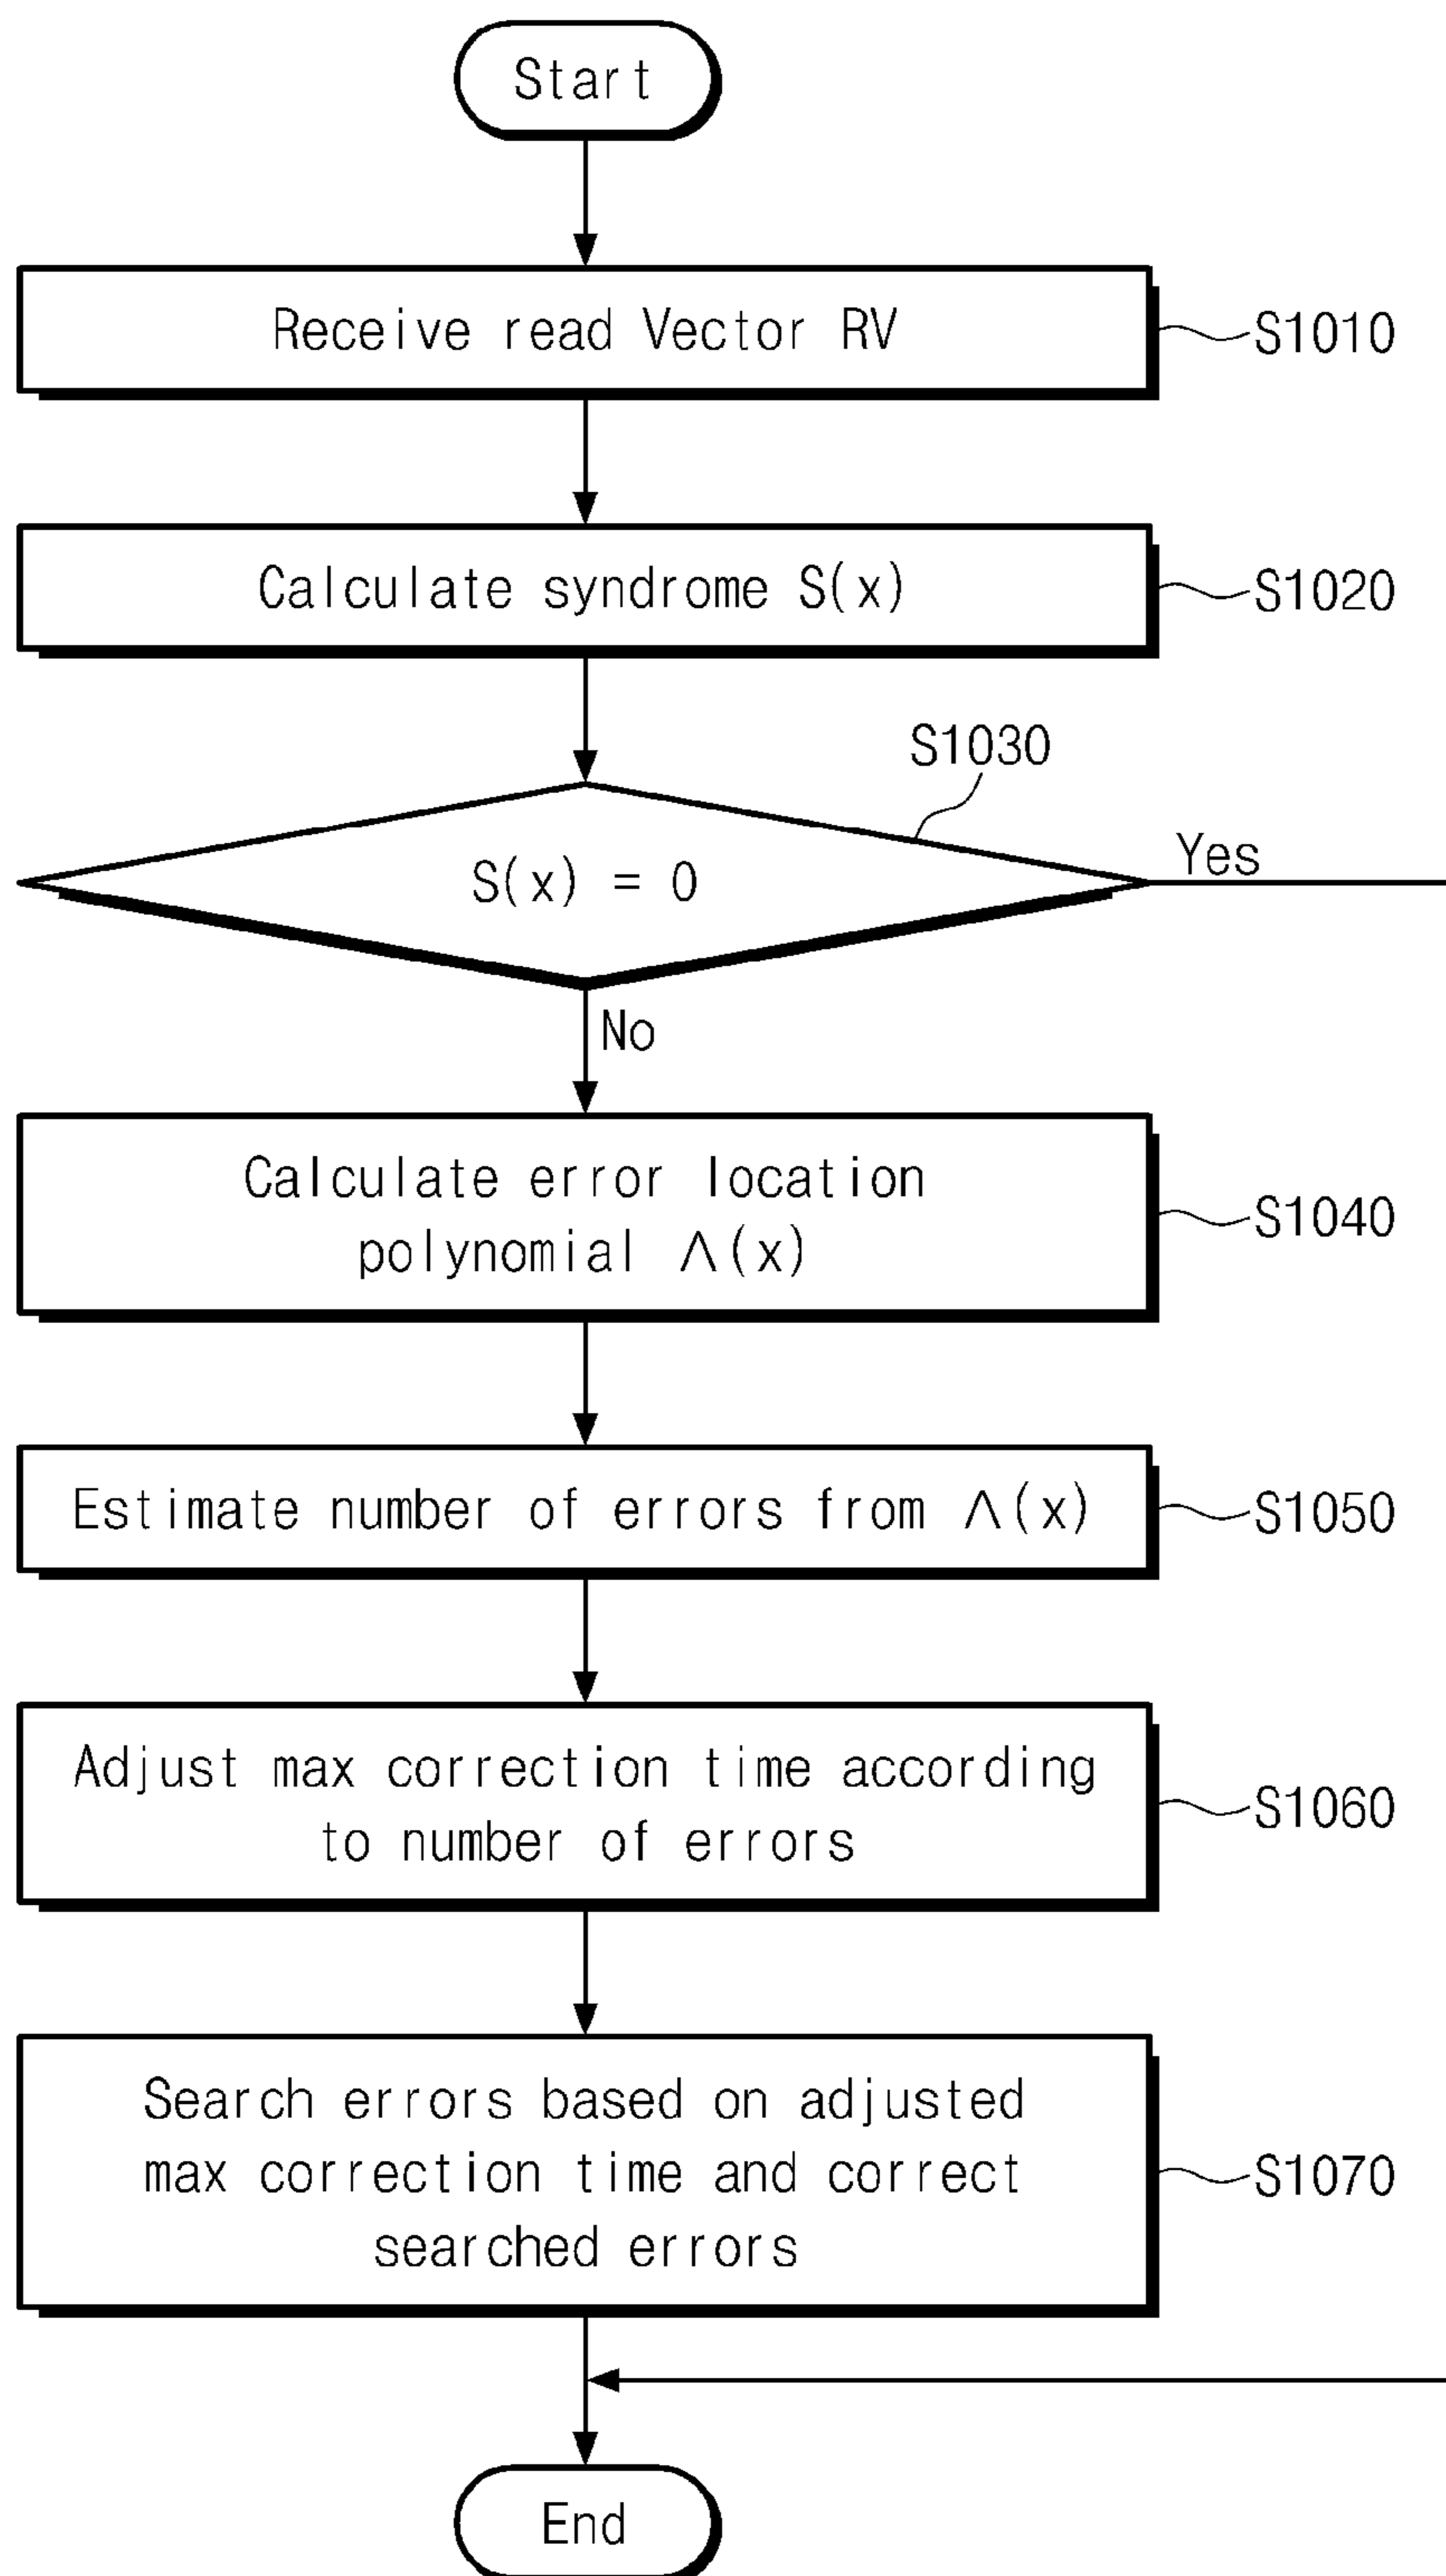 Start
Receive read Vector RV
S1010
Calculate syndrome S(x)
S1020
S1030
S(x) = 0
Yes
No
Calculate error location
polynomial Λ(x)
S1040
Estimate number of errors from Λ(x)
S1050
Adjust max correction time according
to number of errors
S1060
Search errors based on adjusted
max correction time and correct
searched errors
S1070
End